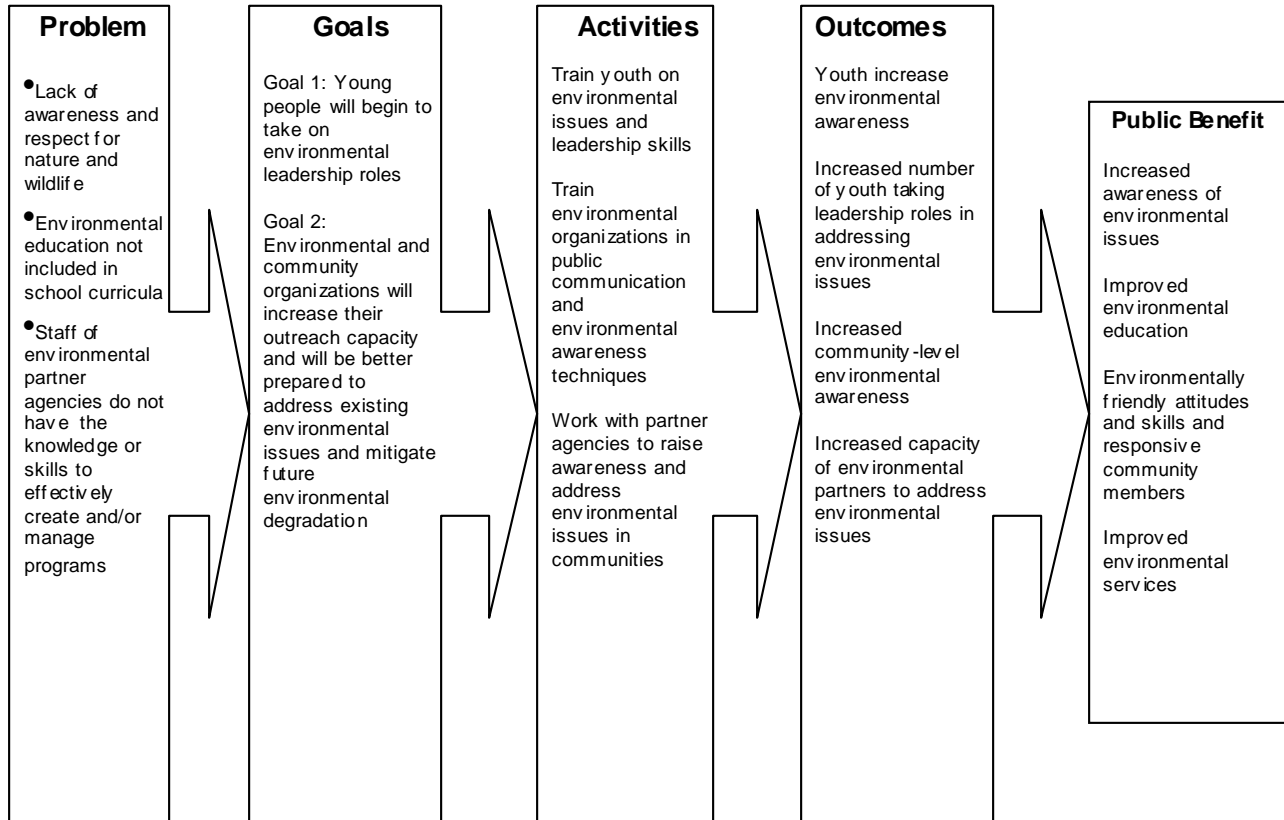 Problem
•Lack of
awareness and
respect for
nature and
wildlife
•Environmental
education not
included in
school curricula
•Staff of
environmental
partner
agencies do not
have the
knowledge or
skills to
effectively
create and/or
manage
programs
Goals
Goal 1: Young
people will begin to
take on
environmental
leadership roles
Goal 2:
Environmental and
community
organizations will
increase their
outreach capacity
and will be better
prepared to
address existing
environmental
issues and mitigate
future
environmental
degradation
Activities
Train youth on
environmental
issues and
leadership skills
Train
environmental
organizations in
public
communication
and
environmental
awareness
techniques
Work with partner
agencies to raise
awareness and
address
environmental
issues in
communities
Outcomes
Youth increase
environmental
awareness
Increased number
of youth taking
leadership roles in
addressing
environmental
issues
Increased
community-level
environmental
awareness
Increased capacity
of environmental
partners to address
environmental
issues
Public Benefit
Increased
awareness of
environmental
issues
Improved
environmental
education
Environmentally
friendly attitudes
and skills and
responsive
community
members
Improved
environmental
services